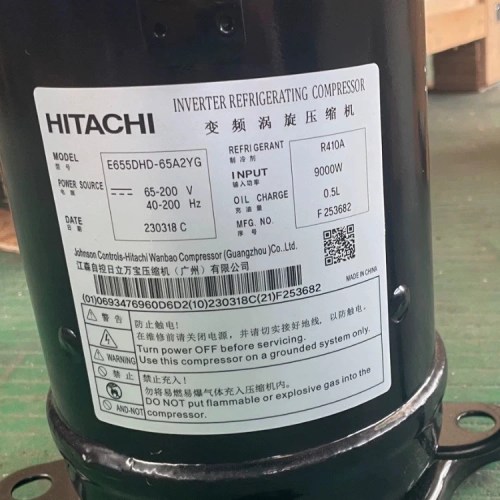 HITACHI
INVERTER REFRIGERATING COMPRESSOR
变频涡旋压缩机
MODEL 型号 E655DHD-65A2YG
REFRIGERANT 制冷剂 R410A
POWER SOURCE 电源 65-200 V
40-200 Hz
INPUT 输入功率 9000W
OIL CHARGE 充油量 0.5L
DATE 日期 230318 C
MFG. NO. 序号 F 253682
Johnson Controls-Hitachi Wanbao Compressor (Guangzhou) Co., Ltd.
江森自控日立万宝压缩机（广州）有限公司
MADE IN CHINA
(01)0693476960D6D2(10)230318C(21)F253682
警告
防止触电!
在维修前请关闭电源，并请切实接好地线，以防触电。
WARNING
Turn power OFF before servicing.
Use this compressor on a grounded system only.
禁止
禁止充入!
勿将易燃易爆气体充入压缩机内。
AND-NOT
DO NOT put flammable or explosive gas into the
compressor.